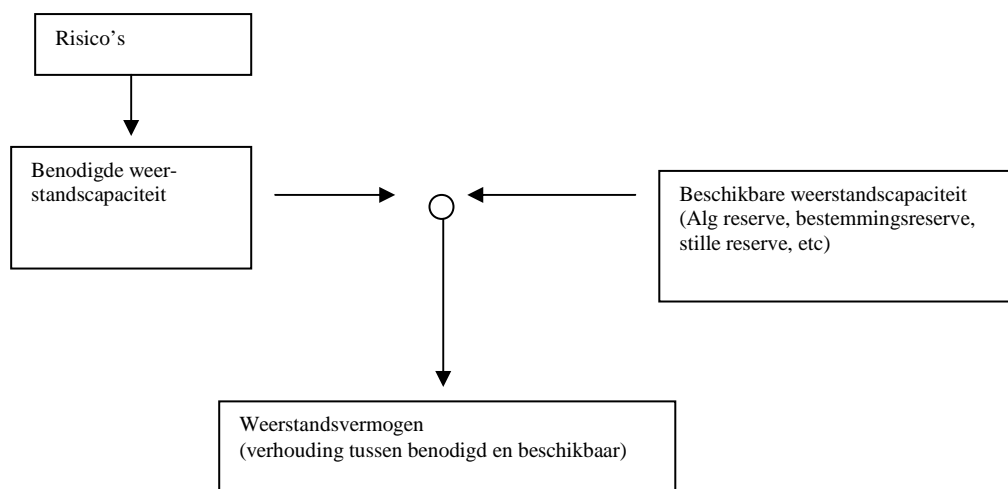 Risico’s
Benodigde weer-
standscapaciteit
Beschikbare weerstandscapaciteit
(Alg reserve, bestemmingsreserve,
stille reserve, etc)
Weerstandsvermogen
(verhouding tussen benodigd en beschikbaar)